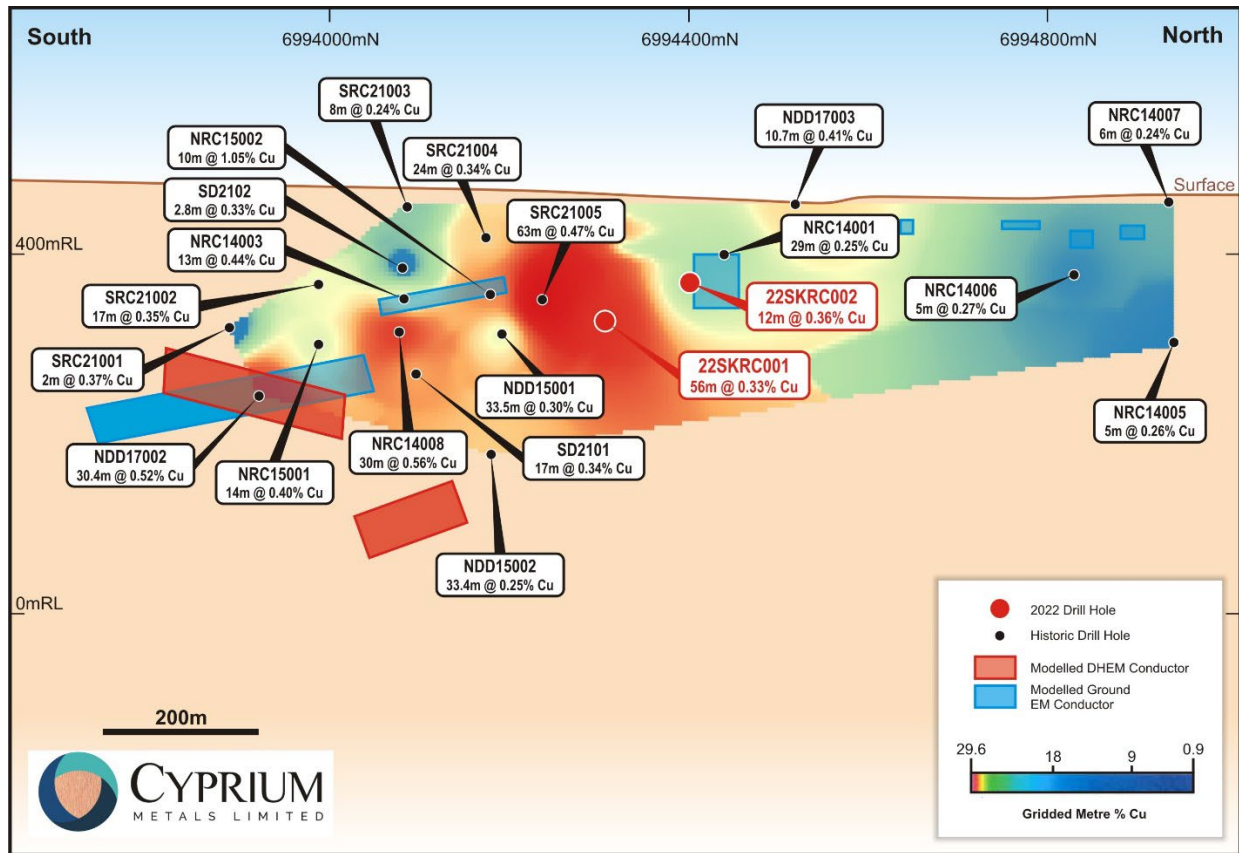 South
6994000mN
6994400mN
6994800mN
North
SRC21003
8m @ 0.24% Cu
NRC15002
10m @ 1.05% Cu
SRC21004
24m @ 0.34% Cu
NDD17003
10.7m @ 0.41% Cu
NRC14007
6m @ 0.24% Cu
Surface
SD2102
2.8m @ 0.33% Cu
SRC21005
63m @ 0.47% Cu
NRC14001
29m @ 0.25% Cu
400mRL
NRC14003
13m @ 0.44% Cu
SRC21002
17m @ 0.35% Cu
22SKRC002
12m @ 0.36% Cu
NRC14006
5m @ 0.27% Cu
SRC21001
2m @ 0.37% Cu
22SKRC001
56m @ 0.33% Cu
NDD15001
33.5m @ 0.30% Cu
NRC14005
5m @ 0.26% Cu
NDD17002
30.4m @ 0.52% Cu
NRC15001
14m @ 0.40% Cu
NRC14008
30m @ 0.56% Cu
SD2101
17m @ 0.34% Cu
NDD15002
33.4m @ 0.25% Cu
0mRL
2022 Drill Hole
Historic Drill Hole
Modelled DHEM Conductor
Modelled Ground
EM Conductor
29.6
18
9
0.9
Gridded Metre % Cu
200m
CYPRIUM
METALS LIMITED